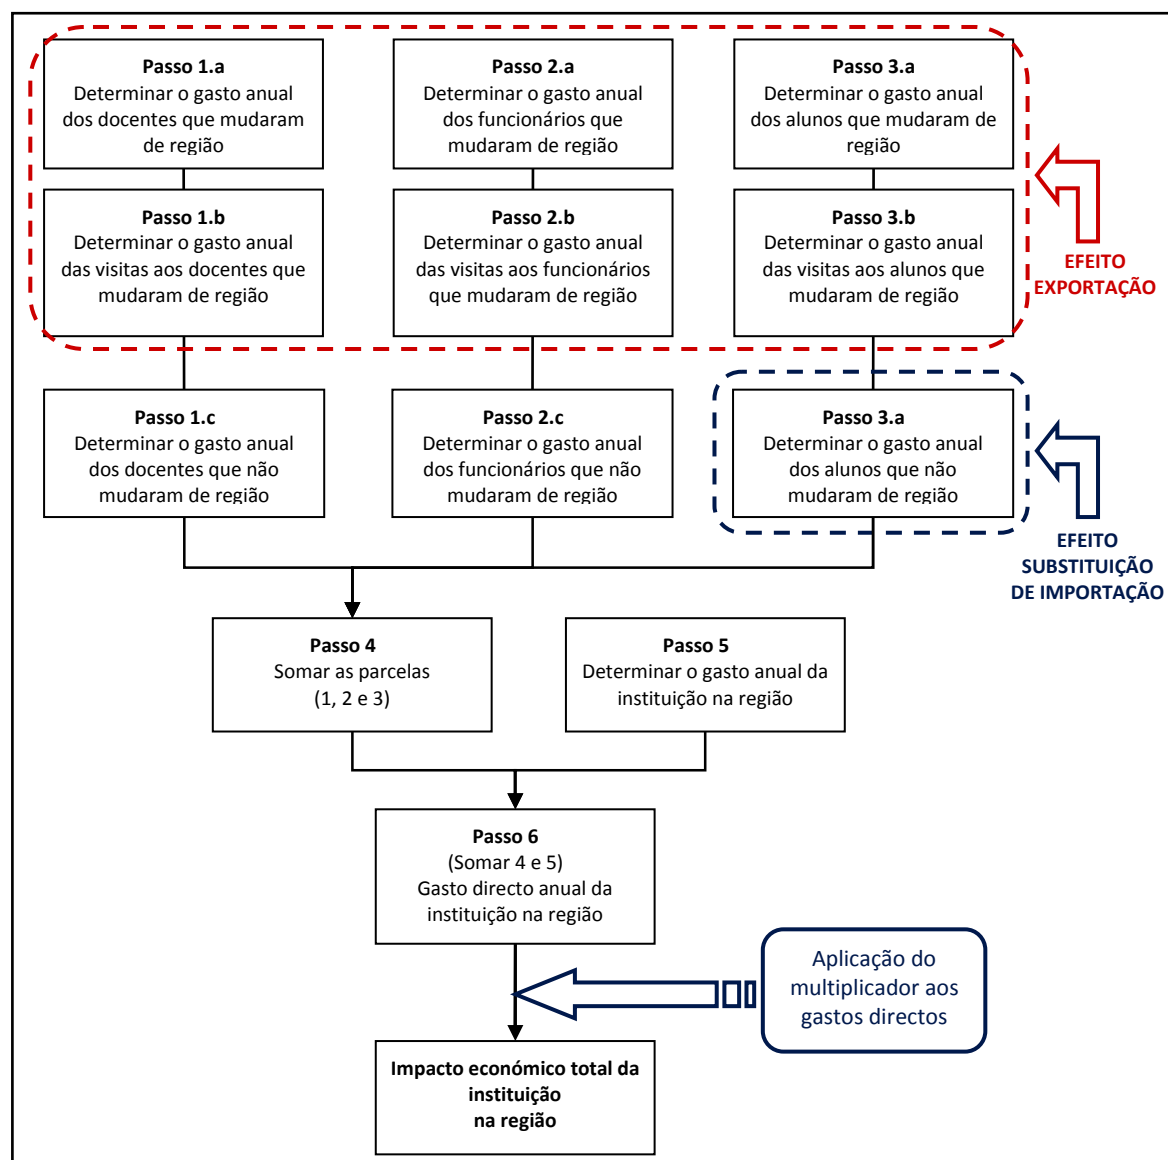 Passo 1.a
Determinar o gasto anual
dos docentes que mudaram
de região
Passo 2.a
Determinar o gasto anual
dos funcionários que
mudaram de região
Passo 3.a
Determinar o gasto anual
dos alunos que mudaram de
região
Passo 1.b
Determinar o gasto anual
das visitas aos docentes que
mudaram de região
Passo 2.b
Determinar o gasto anual
das visitas aos funcionários
que mudaram de região
Passo 3.b
Determinar o gasto anual
das visitas aos alunos que
mudaram de região
EFEITO
EXPORTAÇÃO
Passo 1.c
Determinar o gasto anual
dos docentes que não
mudaram de região
Passo 2.c
Determinar o gasto anual
dos funcionários que não
mudaram de região
Passo 3.a
Determinar o gasto anual
dos alunos que não
mudaram de região
EFEITO
SUBSTITUIÇÃO
DE IMPORTAÇÃO
Passo 4
Somar as parcelas
(1, 2 e 3)
Passo 5
Determinar o gasto anual da
instituição na região
Passo 6
(Somar 4 e 5)
Gasto directo anual da
instituição na região
Aplicação do
multiplicador aos
gastos directos
Impacto económico total da
instituição
na região